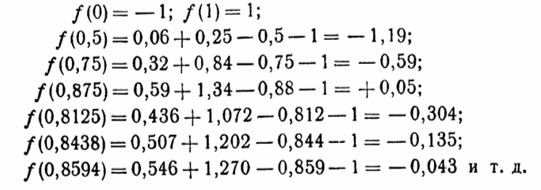 f(0)=−1; f(1)=1;
f(0,5)=0,06+0,25−0,5−1=−1,19;
f(0,75)=0,32+0,84−0,75−1=−0,59;
f(0,875)=0,59+1,34−0,88−1=+0,05;
f(0,8125)=0,436+1,072−0,812−1=−0,304;
f(0,8438)=0,507+1,202−0,844−1=−0,135;
f(0,8594)=0,546+1,270−0,859−1=−0,043 и т. д.